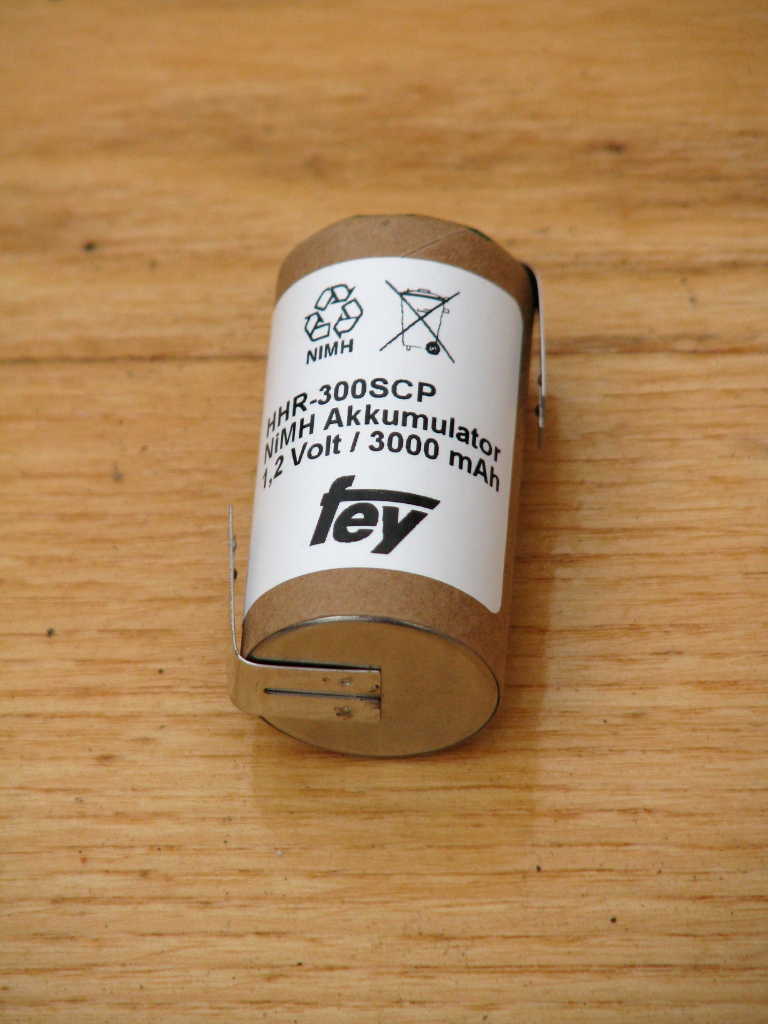 NIMH
HHR-300SCP
NiMH Akkumulator
1,2 Volt / 3000 mAh
fey